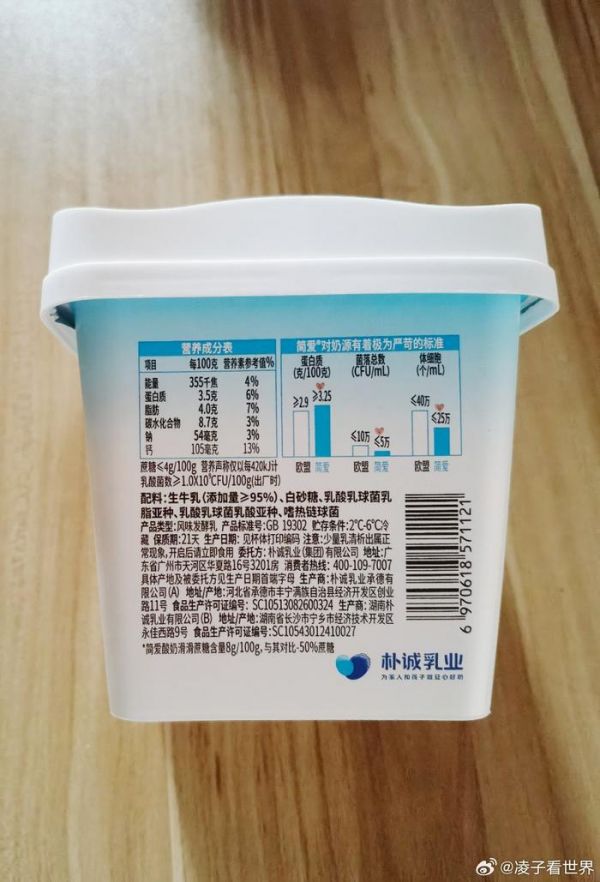 营养成分表
项目 每100克 营养素参考值%
能量 355千焦 4%
蛋白质 3.5克 6%
脂肪 4.0克 7%
碳水化合物 8.7克 3%
钠 54毫克 3%
钙 105毫克 13%
简爱®对奶源有着极为严苛的标准
蛋白质 菌落总数 体细胞
(克/100克) (CFU/mL) (个/mL)
≥2.9 ≥3.25 ≤10万 ≤5万 ≤40万 ≤25万
欧盟 简爱 欧盟 简爱 欧盟 简爱
蔗糖≤4g/100g 营养声称仅以每420kJ计
乳酸菌数≥1.0X10⁹CFU/100g(出厂时)
配料:生牛乳(添加量≥95%)、白砂糖、乳酸乳球菌乳
脂亚种、乳酸乳球菌乳酸亚种、嗜热链球菌
产品类型:风味发酵乳 产品标准号:GB 19302 贮存条件:2℃-6℃冷
藏 保质期:21天 生产日期:见杯体打印编码 注意:少量乳清析出属正
常现象,开启后请立即食用 委托方:朴诚乳业(集团)有限公司 地址:广
东省广州市天河区华夏路16号3201房 消费者热线:400-109-7007
具体产地及被委托方见生产日期首端字母 生产商:朴诚乳业承德有
限公司(A) 地址/产地:河北省承德市丰宁满族自治县经济开发区创业
路11号 食品生产许可证编号:SC10513082600324 生产商:湖南朴
诚乳业有限公司(B) 地址/产地:湖南省长沙市宁乡市经济技术开发区
永佳西路9号 食品生产许可证编号:SC10543012410027
*简爱酸奶滑滑蔗糖含量8g/100g,与其对比-50%蔗糖
6 970618 571121
朴诚乳业
为家人和孩子做安心好奶
@凌子看世界